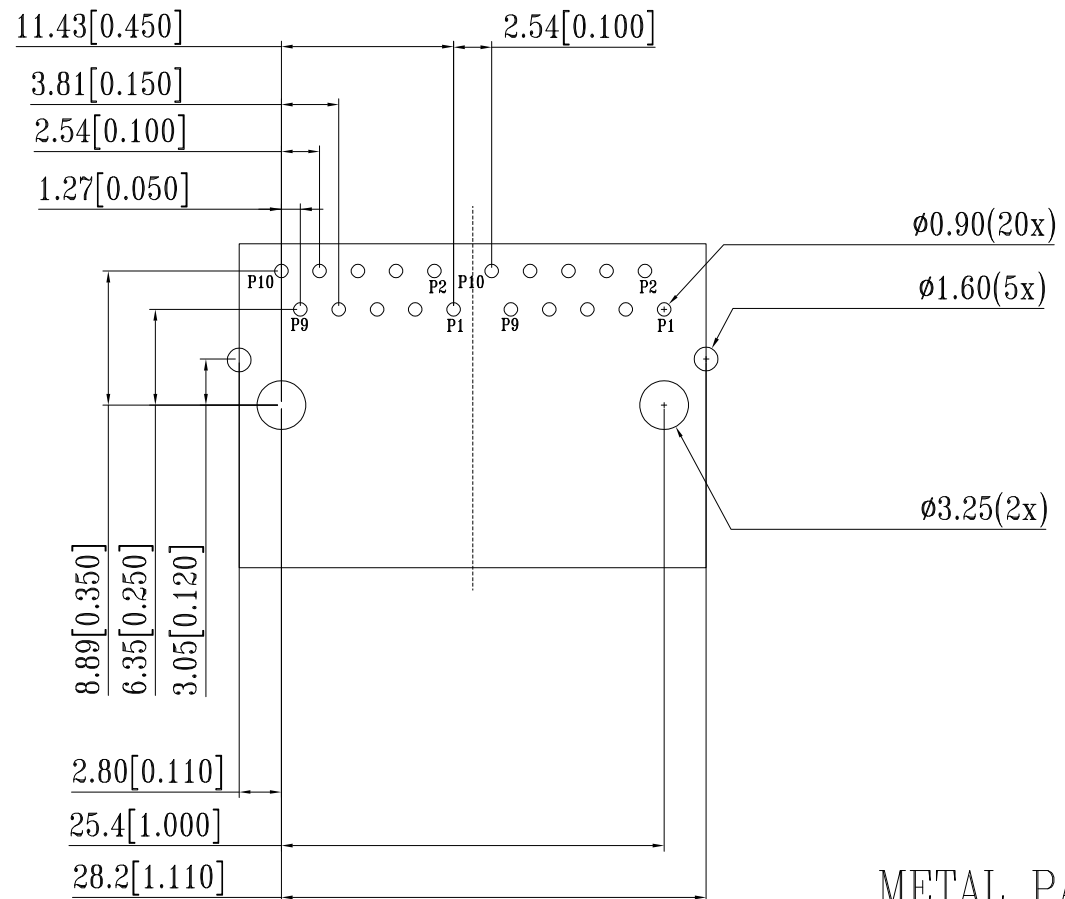 11.43[0.450]
2.54[0.100]
3.81[0.150]
2.54[0.100]
1.27[0.050]
ø0.90(20x)
P10
P2
P10
P2
ø1.60(5x)
P9
P1
P9
P1
ø3.25(2x)
8.89[0.350]
6.35[0.250]
3.05[0.120]
2.80[0.110]
25.4[1.000]
28.2[1.110]
METAL PA